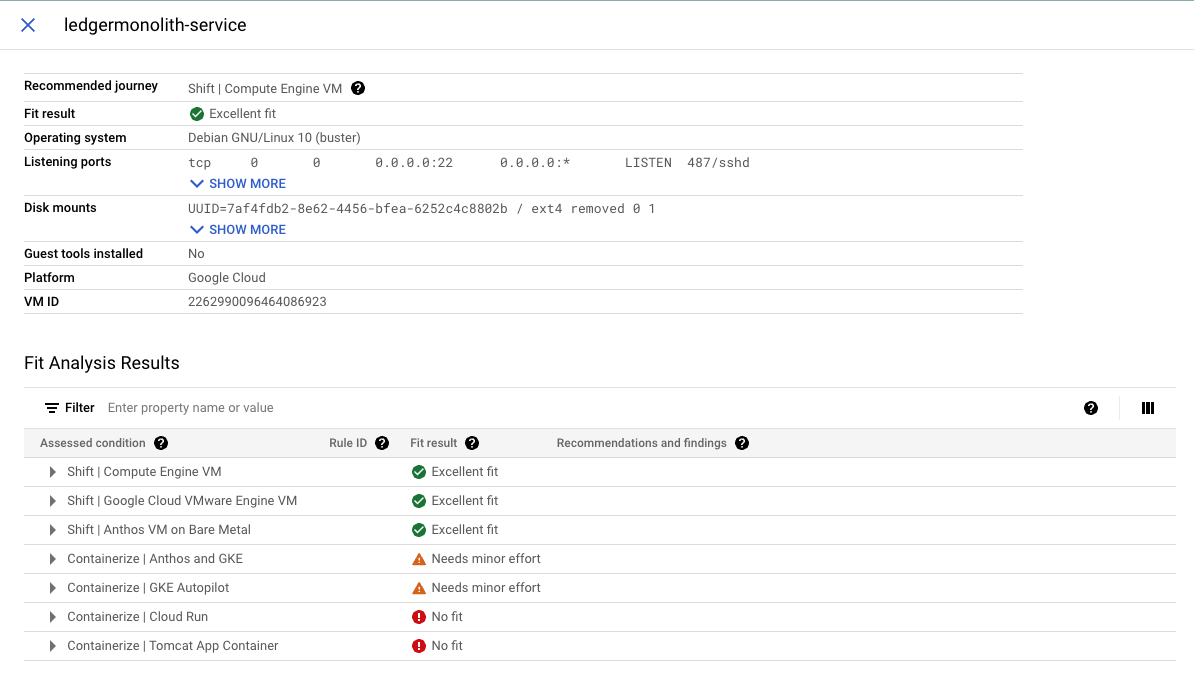 ledgermonolith-service
Recommended journey Shift | Compute Engine VM
Fit result Excellent fit
Operating system Debian GNU/Linux 10 (buster)
Listening ports tcp 0 0 0.0.0.0:22 0.0.0.0:* LISTEN 487/sshd
SHOW MORE
Disk mounts UUID=7af4fdb2-8e62-4456-bfea-6252c4c8802b / ext4 removed 0 1
SHOW MORE
Guest tools installed No
Platform Google Cloud
VM ID 2262990096464086923
Fit Analysis Results
Filter Enter property name or value
Assessed condition Rule ID Fit result Recommendations and findings
Shift | Compute Engine VM Excellent fit
Shift | Google Cloud VMware Engine VM Excellent fit
Shift | Anthos VM on Bare Metal Excellent fit
Containerize | Anthos and GKE Needs minor effort
Containerize | GKE Autopilot Needs minor effort
Containerize | Cloud Run No fit
Containerize | Tomcat App Container No fit